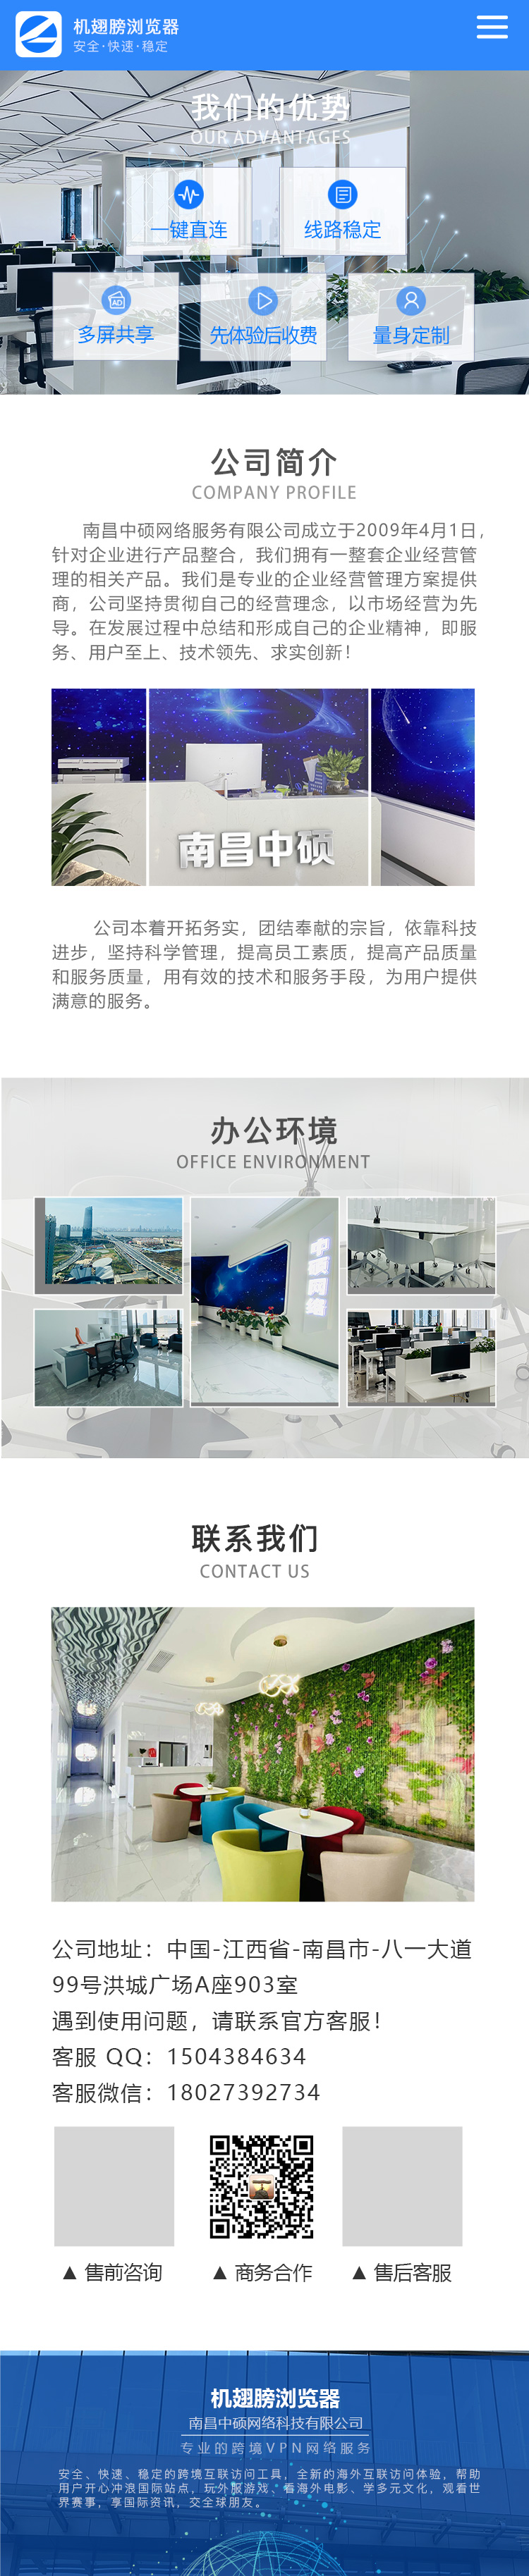 机翅膀浏览器
安全·快速·稳定
我们的优势
OUR ADVANTAGES
一键直连
线路稳定
AD
多屏共享
先体验后收费
量身定制
公司简介
COMPANY PROFILE
南昌中硕网络服务有限公司成立于2009年4月1日，
针对企业进行产品整合，我们拥有一整套企业经营管
理的相关产品。我们是专业的企业经营管理方案提供
商，公司坚持贯彻自己的经营理念，以市场经营为先
导。在发展过程中总结和形成自己的企业精神，即服
务、用户至上、技术领先、求实创新！
南昌中硕
公司本着开拓务实，团结奉献的宗旨，依靠科技
进步，坚持科学管理，提高员工素质，提高产品质量
和服务质量，用有效的技术和服务手段，为用户提供
满意的服务。
办公环境
OFFICE ENVIRONMENT
中硕网络
联系我们
CONTACT US
公司地址：中国-江西省-南昌市-八一大道
99号洪城广场A座903室
遇到使用问题，请联系官方客服！
客服 QQ：1504384634
客服微信：18027392734
▲ 售前咨询
▲ 商务合作
▲ 售后客服
机翅膀浏览器
南昌中硕网络科技有限公司
专业的跨境VPN网络服务
安全、快速、稳定的跨境互联访问工具，全新的海外互联访问体验，帮助
用户开心冲浪国际站点，玩外服游戏、看海外电影、学多元文化，观看世
界赛事，享国际资讯，交全球朋友。